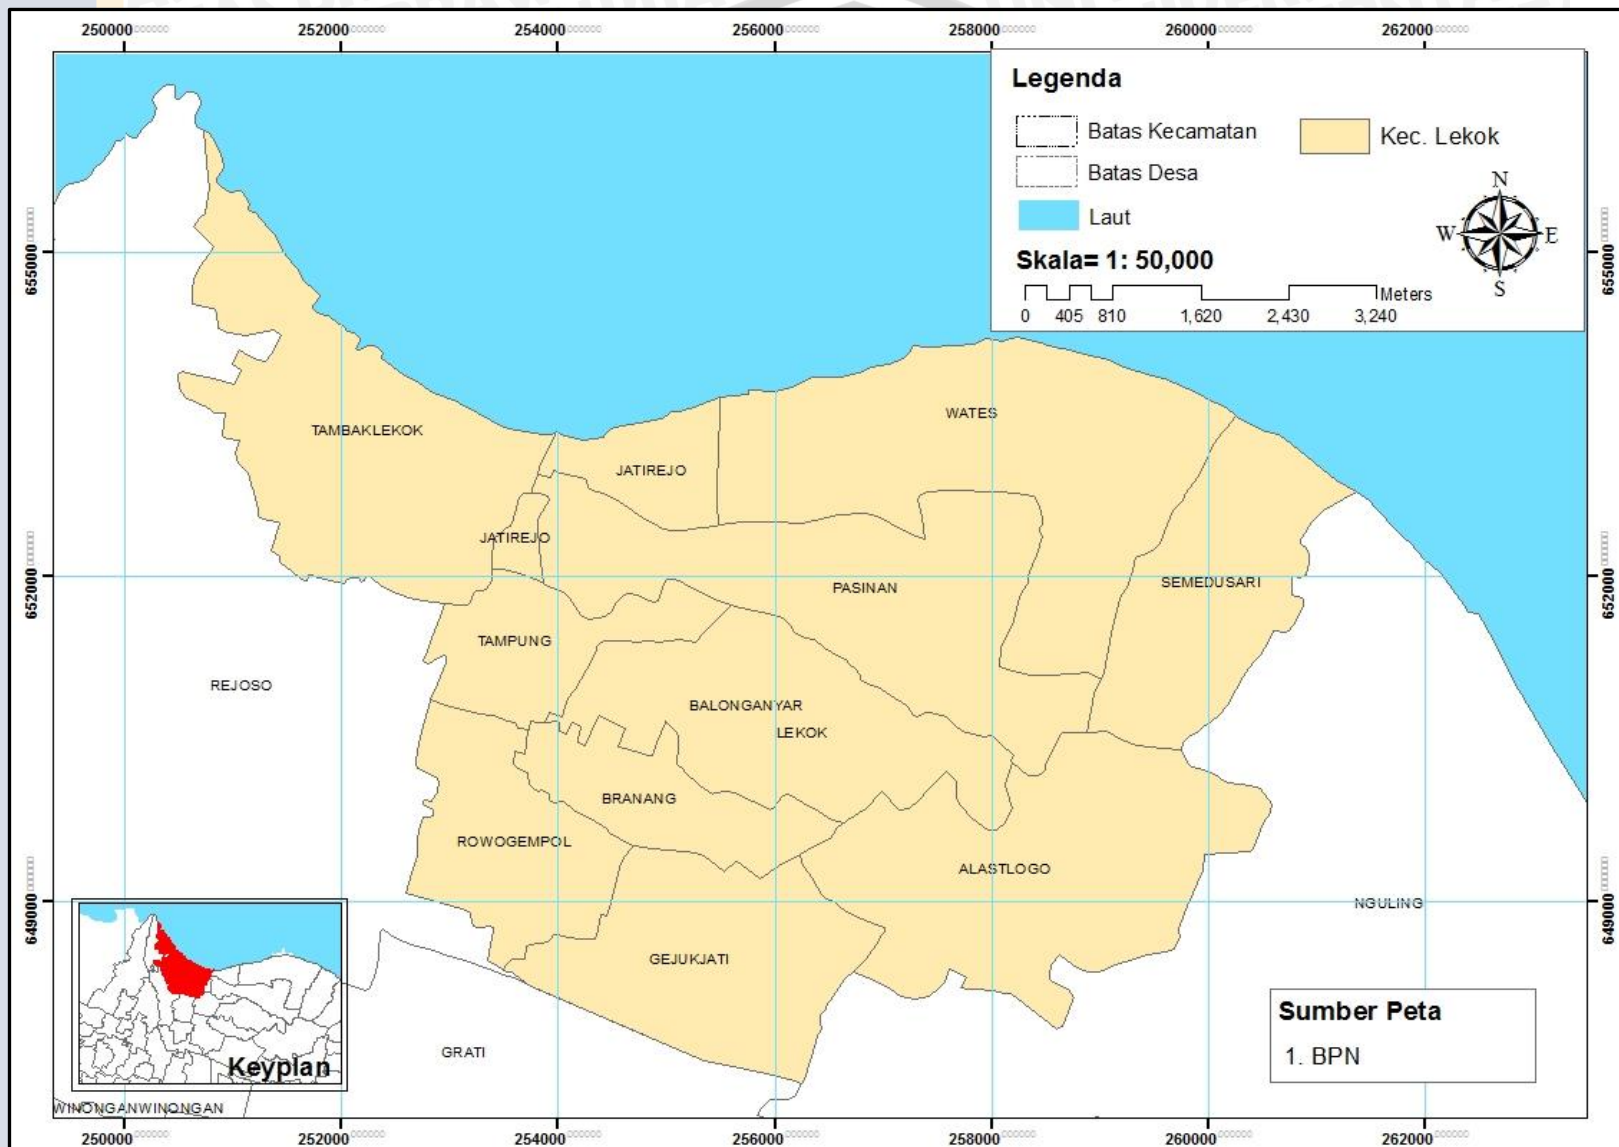 250000 252000 254000 256000 258000 260000 262000
Legenda
Batas Kecamatan
Kec. Lekok
Batas Desa
Laut
N
W E
S
Skala= 1: 50,000
Meters
0 405 810 1,620 2,430 3,240
655000 655000
WATES
TAMBAKLEKOK
JATIREJO
JATIREJO
652000 652000
PASINAN
SEMEDUSARI
TAMPUNG
REJOSO
BALONGANYAR
LEKOK
BRANANG
ROWOGEMPOL
ALASTLOGO
649000 649000
NGULING
GEJUKJATI
Sumber Peta
1. BPN
GRATI
Keyplan
WINONGANWINONGAN
250000 252000 254000 256000 258000 260000 262000